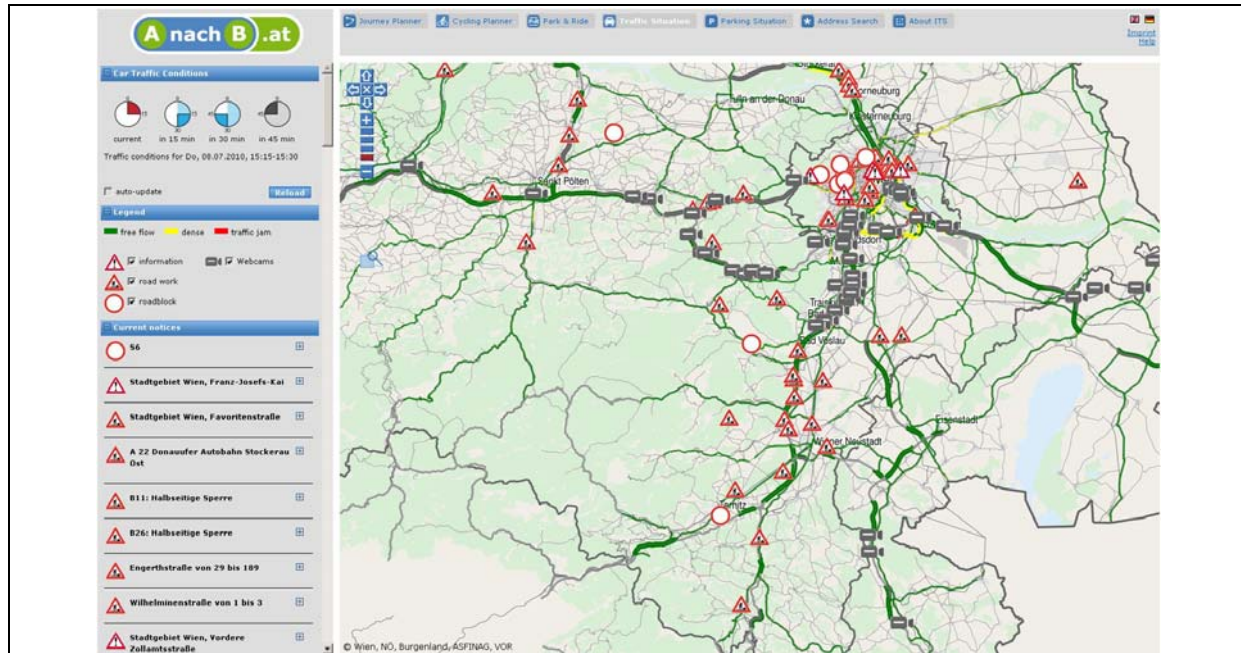 A nach B .at
Journey Planner
Cycling Planner
Park & Ride
Traffic Situation
Parking Situation
Address Search
About ITS
Imprint
Help
Car Traffic Conditions
current
in 15 min
in 30 min
in 45 min
Traffic conditions for Do, 08.07.2010, 15:15-15:30
auto-update
Reload
Legend
free flow
dense
traffic jam
information
Webcams
road work
roadblock
Current notices
S6
Stadtgebiet Wien, Franz-Josefs-Kai
Stadtgebiet Wien, Favoritenstraße
A 22 Donauufer Autobahn Stockerau
Ost
B11: Halbseitige Sperre
B26: Halbseitige Sperre
Engerthstraße von 29 bis 189
Wilhelminenstraße von 1 bis 3
Stadtgebiet Wien, Vordere
Zollamtsstraße
an der Donau
Sankt Pölten
Bad Vöslau
Eisenstadt
Wiener Neustadt
Ternitz
© Wien, NÖ, Burgenland, ASFINAG, VOR